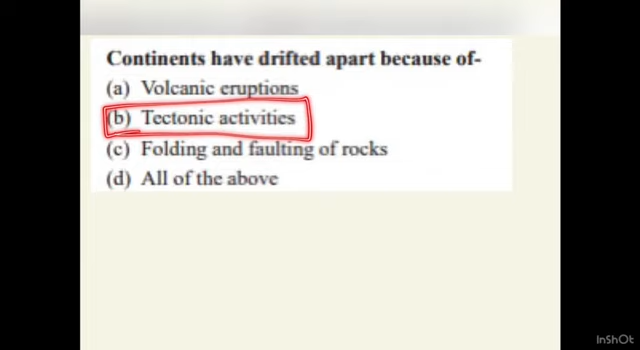 Continents have drifted apart because of-
(a) Volcanic eruptions
(b) Tectonic activities
(c) Folding and faulting of rocks
(d) All of the above
InShOt